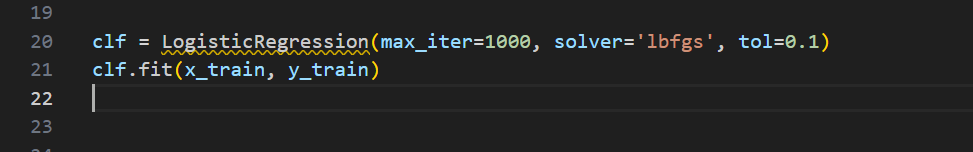 19
20 clf = LogisticRegression(max_iter=1000, solver='lbfgs', tol=0.1)
21 clf.fit(x_train, y_train)
22
23